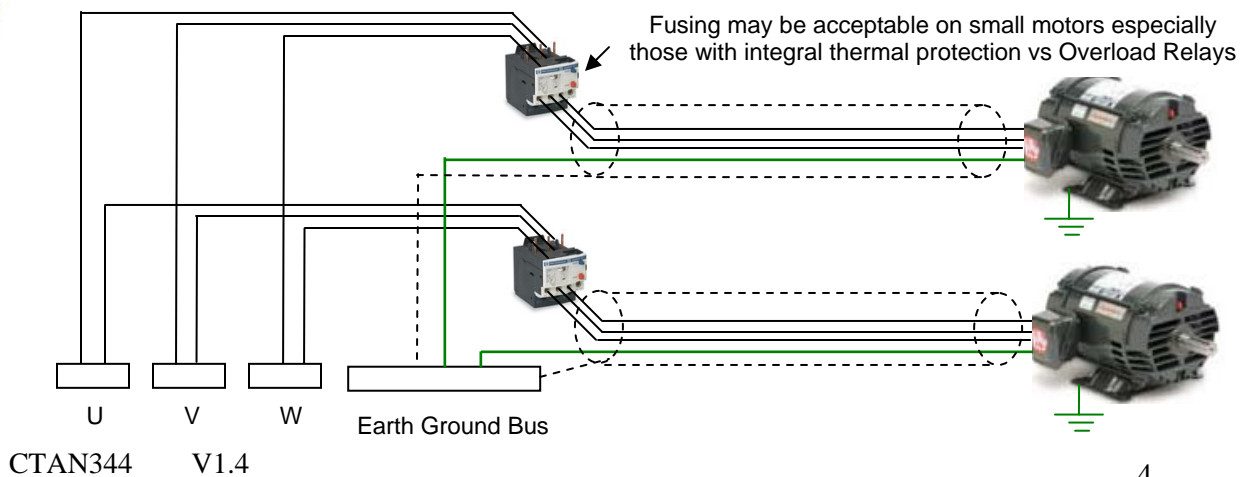 Fusing may be acceptable on small motors especially
those with integral thermal protection vs Overload Relays
U V W
Earth Ground Bus
CTAN344 V1.4
4